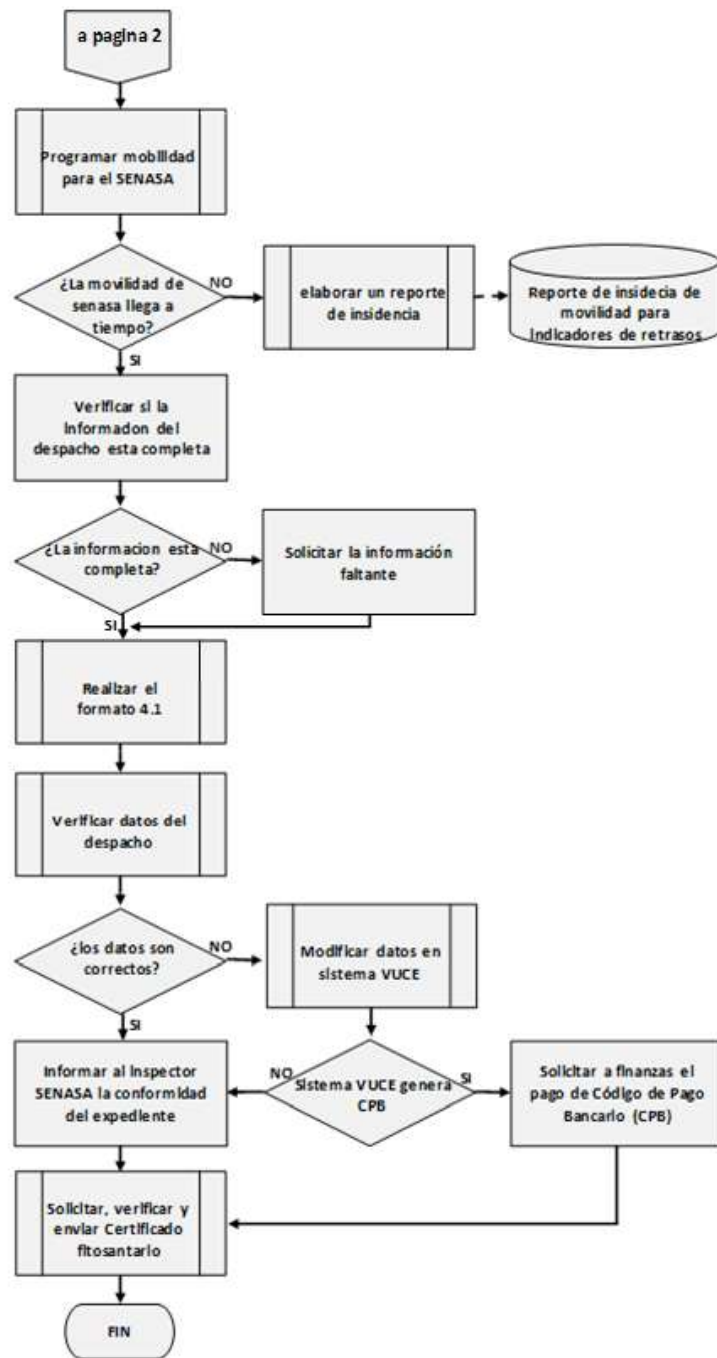 a pagina 2
Programar mobilidad
para el SENASA
¿La movilidad de
senasa llega a
tiempo?
NO
elaborar un reporte
de insidencia
Reporte de insidecia de
movilidad para
indicadores de retrasos
SI
Verificar si la
informadon del
despacho esta completa
¿La informacion esta
completa?
NO
Solicitar la información
faltante
SI
Realizar el
formato 4.1
Verificar datos del
despacho
¿los datos son
correctos?
NO
Modificar datos en
sistema VUCE
SI
Informar al inspector
SENASA la conformidad
del expediente
NO
Sistema VUCE genera
CPB
SI
Solicitar a finanzas el
pago de Código de Pago
Bancario (CPB)
Solicitar, verificar y
enviar Certificado
fitosantario
FIN